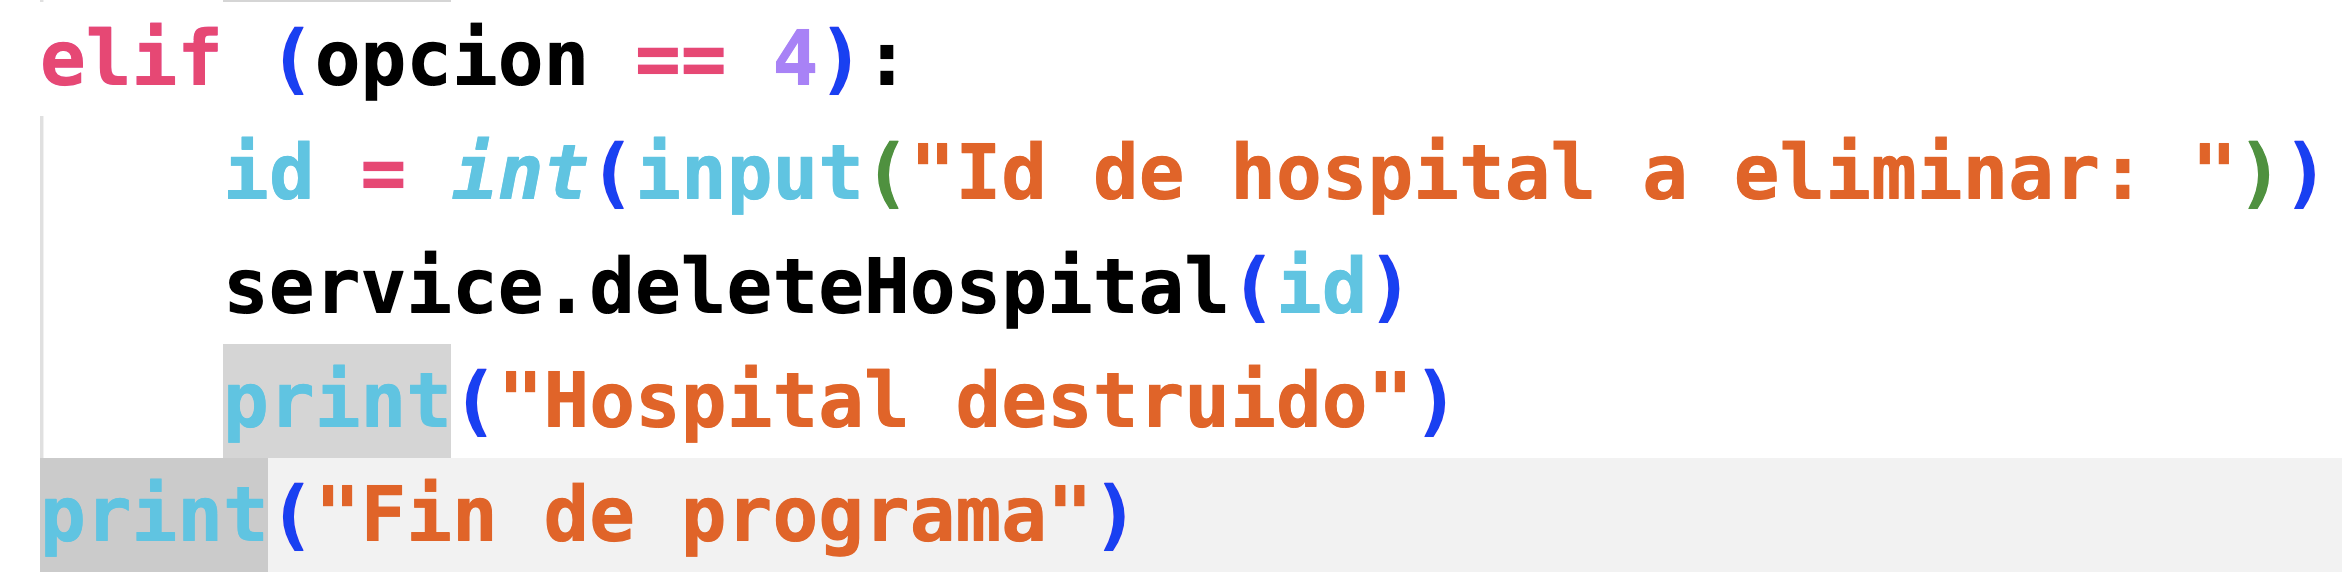 elif (opcion == 4):
    id = int(input("Id de hospital a eliminar: "))
    service.deleteHospital(id)
    print("Hospital destruido")
print("Fin de programa")